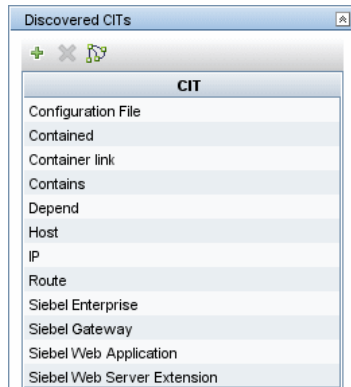 Discovered CITs
CIT
Configuration File
Contained
Container link
Contains
Depend
Host
IP
Route
Siebel Enterprise
Siebel Gateway
Siebel Web Application
Siebel Web Server Extension